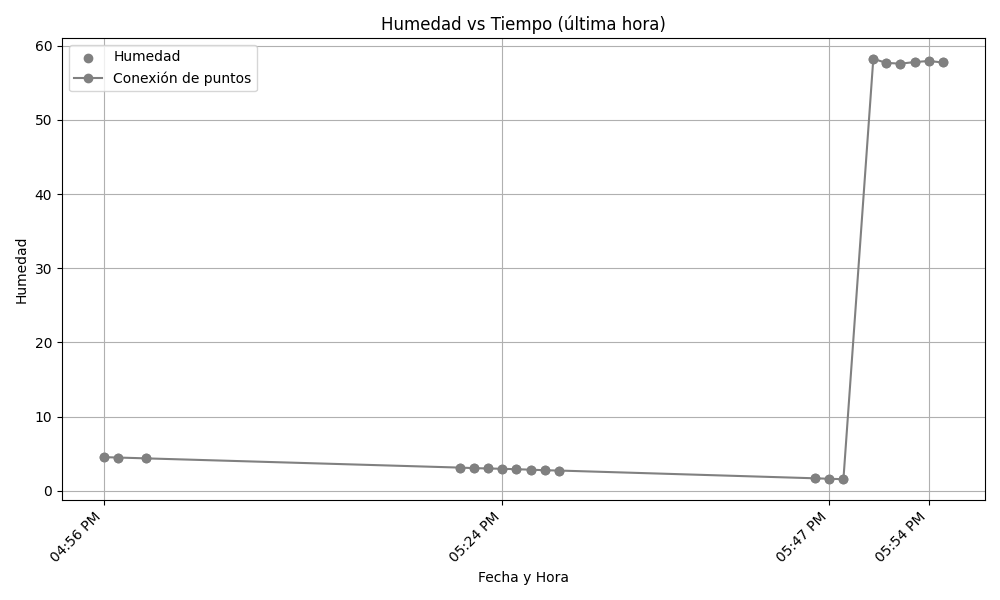 Humedad vs Tiempo (última hora)
Humedad
Conexión de puntos
60
50
40
30
20
10
0
Humedad
04:56 PM
05:24 PM
05:47 PM
05:54 PM
Fecha y Hora